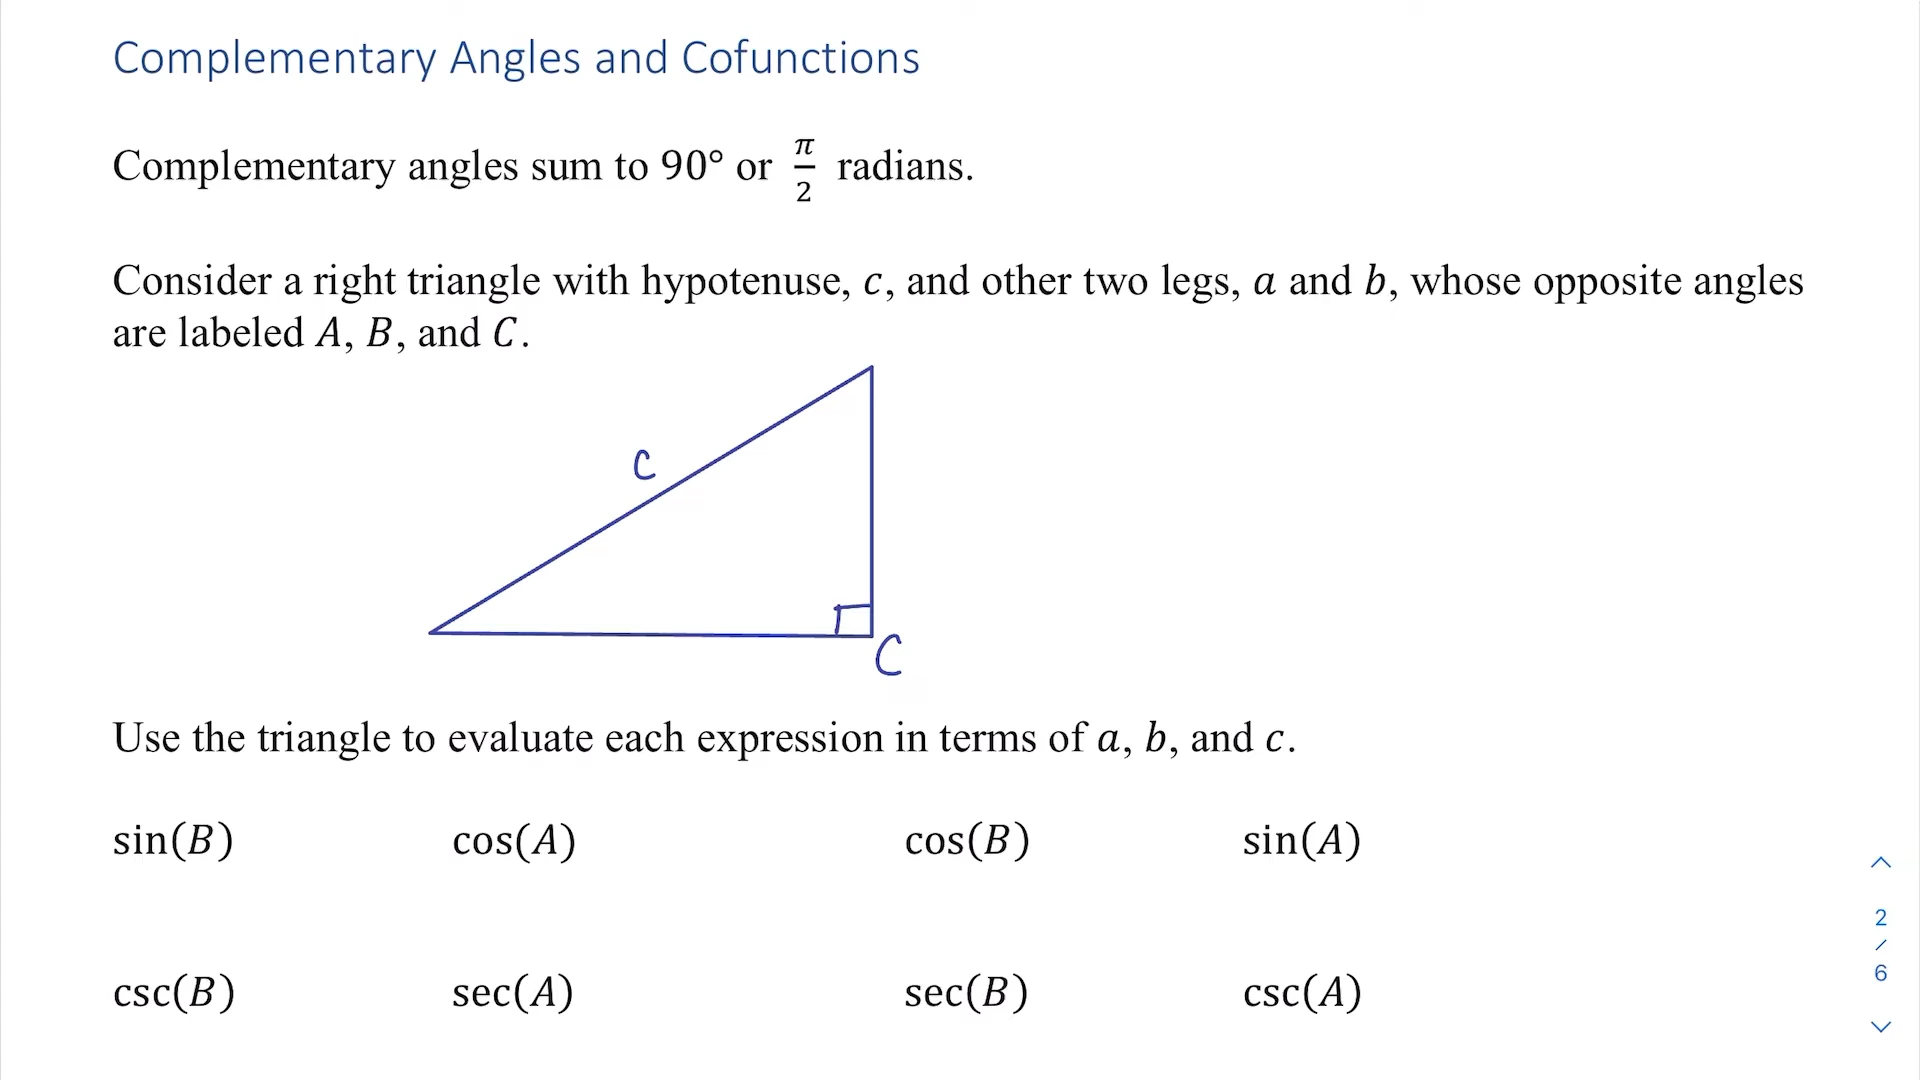 Complementary Angles and Cofunctions
Complementary angles sum to 90° or π/2 radians.
Consider a right triangle with hypotenuse, c, and other two legs, a and b, whose opposite angles
are labeled A, B, and C.
c
C
Use the triangle to evaluate each expression in terms of a, b, and c.
sin(B) cos(A) cos(B) sin(A)
csc(B) sec(A) sec(B) csc(A)
2
/
6